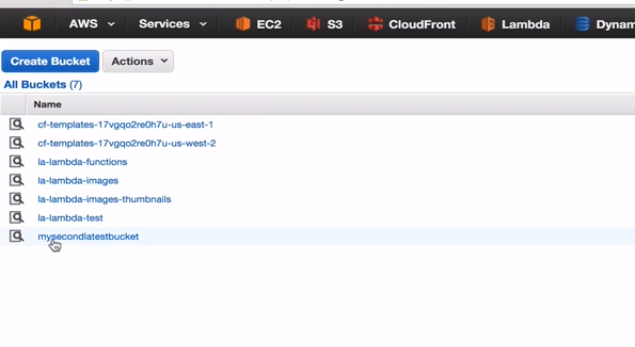 AWS Services EC2 S3 CloudFront Lambda
Create Bucket Actions
All Buckets (7)
Name
cf-templates-17vgqo2re0h7u-us-east-1
cf-templates-17vgqo2re0h7u-us-west-2
la-lambda-functions
la-lambda-images
la-lambda-images-thumbnails
la-lambda-test
mysecondlatestbucket